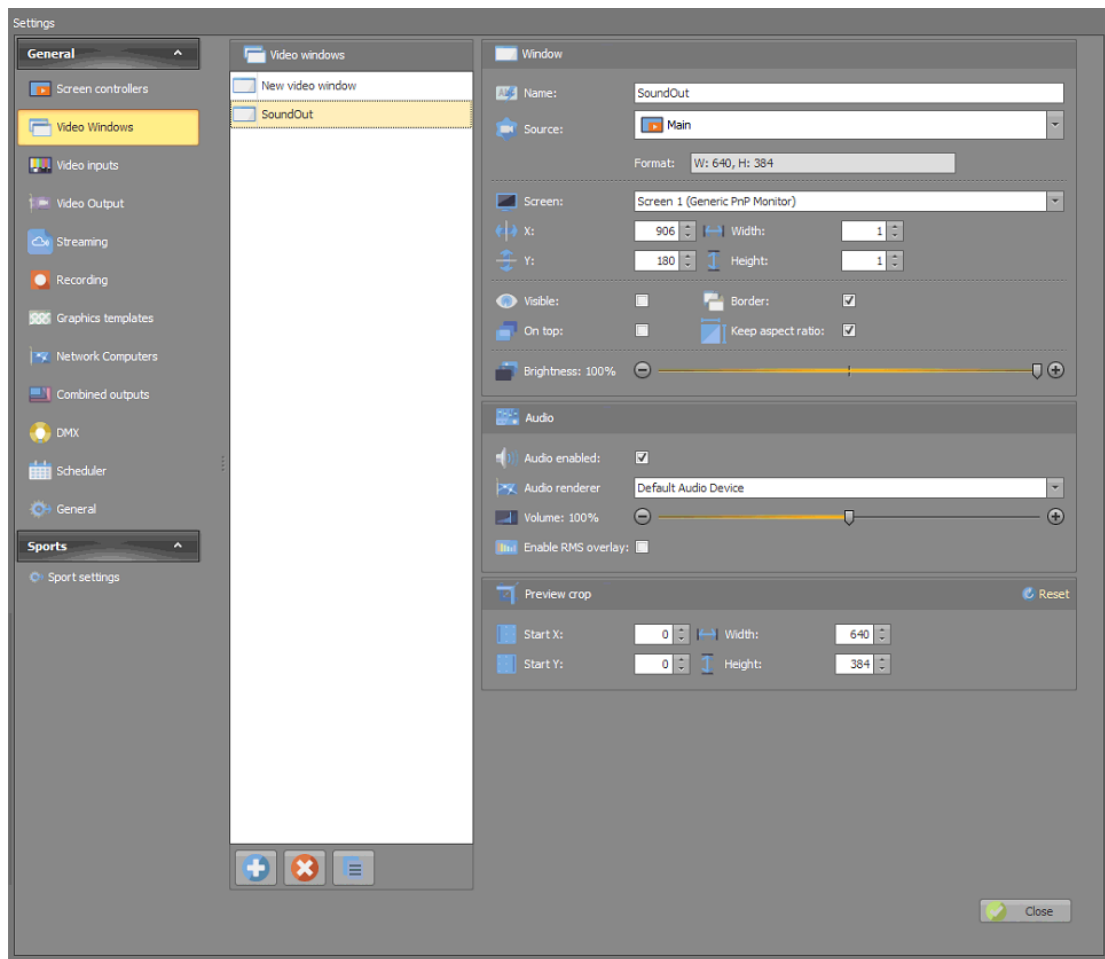 Settings
General
Screen controllers
Video Windows
Video inputs
Video Output
Streaming
Recording
Graphics templates
Network Computers
Combined outputs
DMX
Scheduler
General
Sports
Sport settings
Video windows
New video window
SoundOut
Window
Name: SoundOut
Source: Main
Format: W: 640, H: 384
Screen: Screen 1 (Generic PnP Monitor)
X: 906 Width: 1
Y: 180 Height: 1
Visible: Border:
On top: Keep aspect ratio:
Brightness: 100%
Audio
Audio enabled:
Audio renderer Default Audio Device
Volume: 100%
Enable RMS overlay:
Preview crop Reset
Start X: 0 Width: 640
Start Y: 0 Height: 384
Close